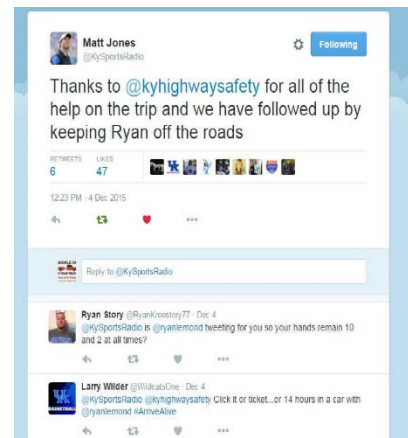 Matt Jones
@KySportsRadio
Following
Thanks to @kyhighwaysafety for all of the
help on the trip and we have followed up by
keeping Ryan off the roads
RETWEETS LIKES
6 47
12:23 PM - 4 Dec 2015
Reply to @KySportsRadio
Ryan Story @RyanKneestory77 · Dec 4
@KySportsRadio is @ryanlemond tweeting for you so your hands remain 10
and 2 at all times?
Larry Wilder @WildcatsOne · Dec 4
@KySportsRadio @kyhighwaysafety Click it or ticket...or 14 hours in a car with
@ryanlemond #ArriveAlive